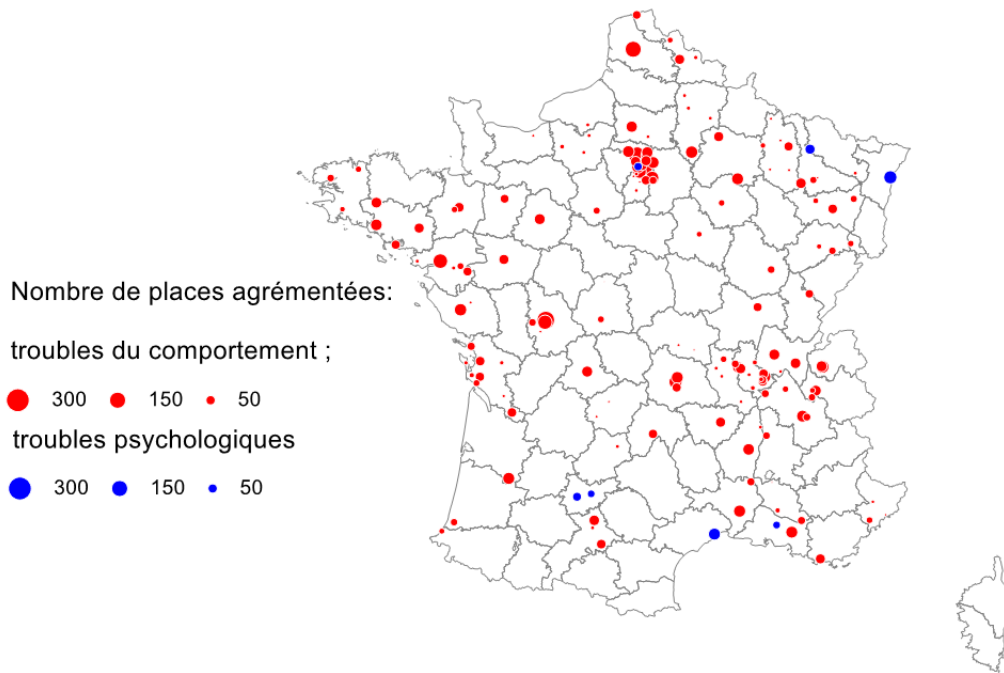 Nombre de places agrémentées:
troubles du comportement ;
300 150 50
troubles psychologiques
300 150 50